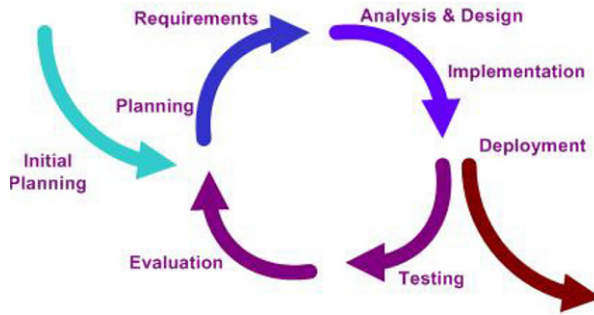 Requirements
Analysis & Design
Implementation
Planning
Deployment
Initial
Planning
Evaluation
Testing